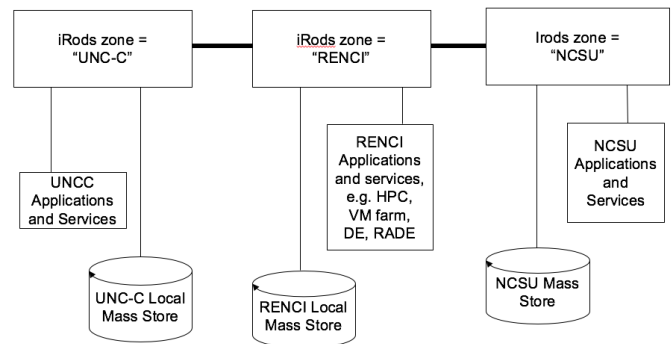 iRods zone =
“UNC-C”
iRods zone =
“RENCI”
Irods zone =
“NCSU”
UNCC
Applications
and Services
RENCI
Applications
and services,
e.g. HPC,
VM farm,
DE, RADE
NCSU
Applications
and
Services
UNC-C Local
Mass Store
RENCI Local
Mass Store
NCSU Mass
Store